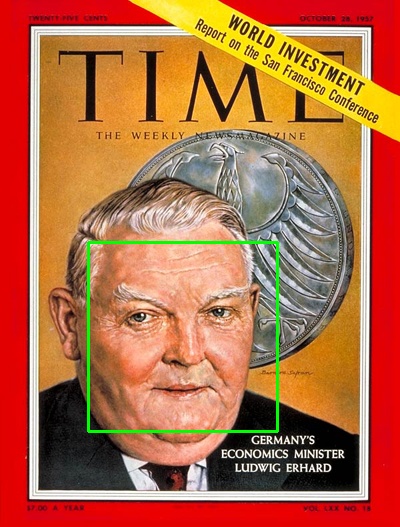 TWENTY-FIVE CENTS
OCTOBER 28, 1957
WORLD INVESTMENT
Report on the San Francisco Conference
TIME
THE WEEKLY NEWSMAGAZINE
GERMANY'S
ECONOMICS MINISTER
LUDWIG ERHARD
$7.00 A YEAR
VOL. LXX NO. 18